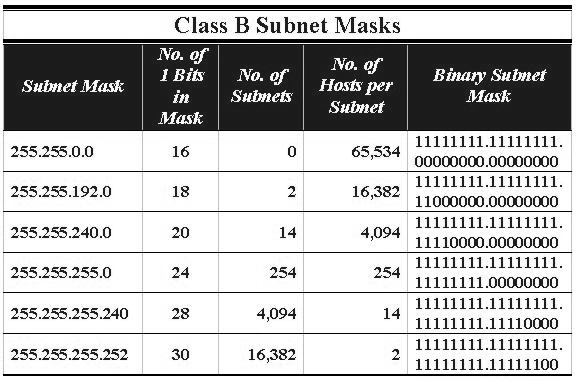 Class B Subnet Masks
Subnet Mask
No. of
1 Bits
in
Mask
No. of
Subnets
No. of
Hosts per
Subnet
Binary Subnet
Mask
255.255.0.0 16 0 65,534 11111111.11111111.
00000000.00000000
255.255.192.0 18 2 16,382 11111111.11111111.
11000000.00000000
255.255.240.0 20 14 4,094 11111111.11111111.
11110000.00000000
255.255.255.0 24 254 254 11111111.11111111.
11111111.00000000
255.255.255.240 28 4,094 14 11111111.11111111.
11111111.11110000
255.255.255.252 30 16,382 2 11111111.11111111.
11111111.11111100